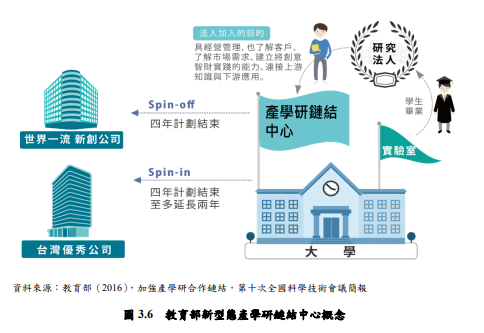 法人加入的目的
具經營管理，也了解客戶、
了解市場需求、建立將創意
智財實踐的能力、連接上游
知識與下游應用。
研究
法人
學生
畢業
Spin-off
四年計劃結束
產學研鏈結
中心
實驗室
世界一流 新創公司
Spin-in
四年計劃結束
至多延長兩年
台灣優秀公司
大 學
資料來源：教育部（2016），加強產學研合作鏈結，第十次全國科學技術會議簡報
圖 3.6 教育部新型態產學研鏈結中心概念